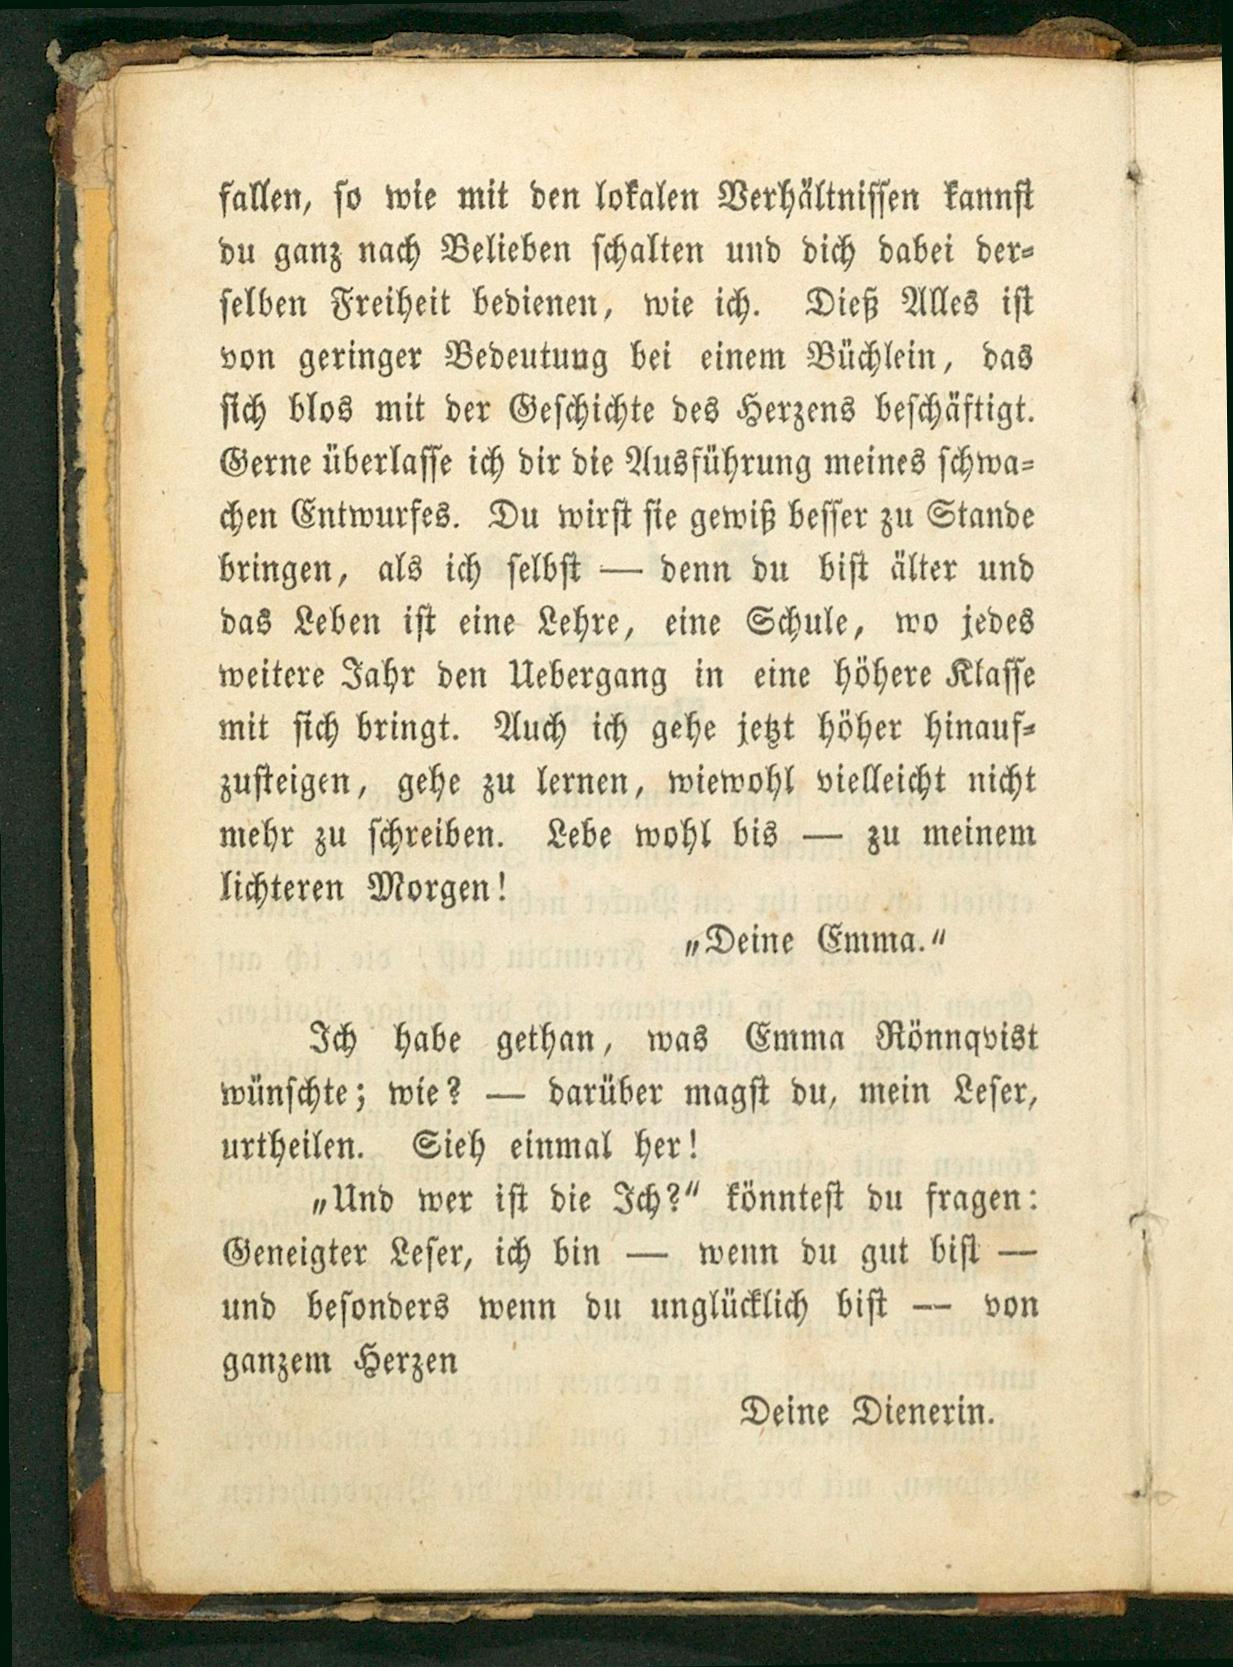 fallen, so wie mit den lokalen Verhältnissen kannst
du ganz nach Belieben schalten und dich dabei der-
selben Freiheit bedienen, wie ich. Dieß Alles ist
von geringer Bedeutung bei einem Büchlein, das
sich blos mit der Geschichte des Herzens beschäftigt.
Gerne überlasse ich dir die Ausführung meines schwa-
chen Entwurfes. Du wirst sie gewiß besser zu Stande
bringen, als ich selbst — denn du bist älter und
das Leben ist eine Lehre, eine Schule, wo jedes
weitere Jahr den Uebergang in eine höhere Klasse
mit sich bringt. Auch ich gehe jetzt höher hinauf-
zusteigen, gehe zu lernen, wiewohl vielleicht nicht
mehr zu schreiben. Lebe wohl bis — zu meinem
lichteren Morgen!
„Deine Emma.“
Ich habe gethan, was Emma Rönnqvist
wünschte; wie? — darüber magst du, mein Leser,
urtheilen. Sieh einmal her!
„Und wer ist die Ich?“ könntest du fragen:
Geneigter Leser, ich bin — wenn du gut bist —
und besonders wenn du unglücklich bist — von
ganzem Herzen
Deine Dienerin.